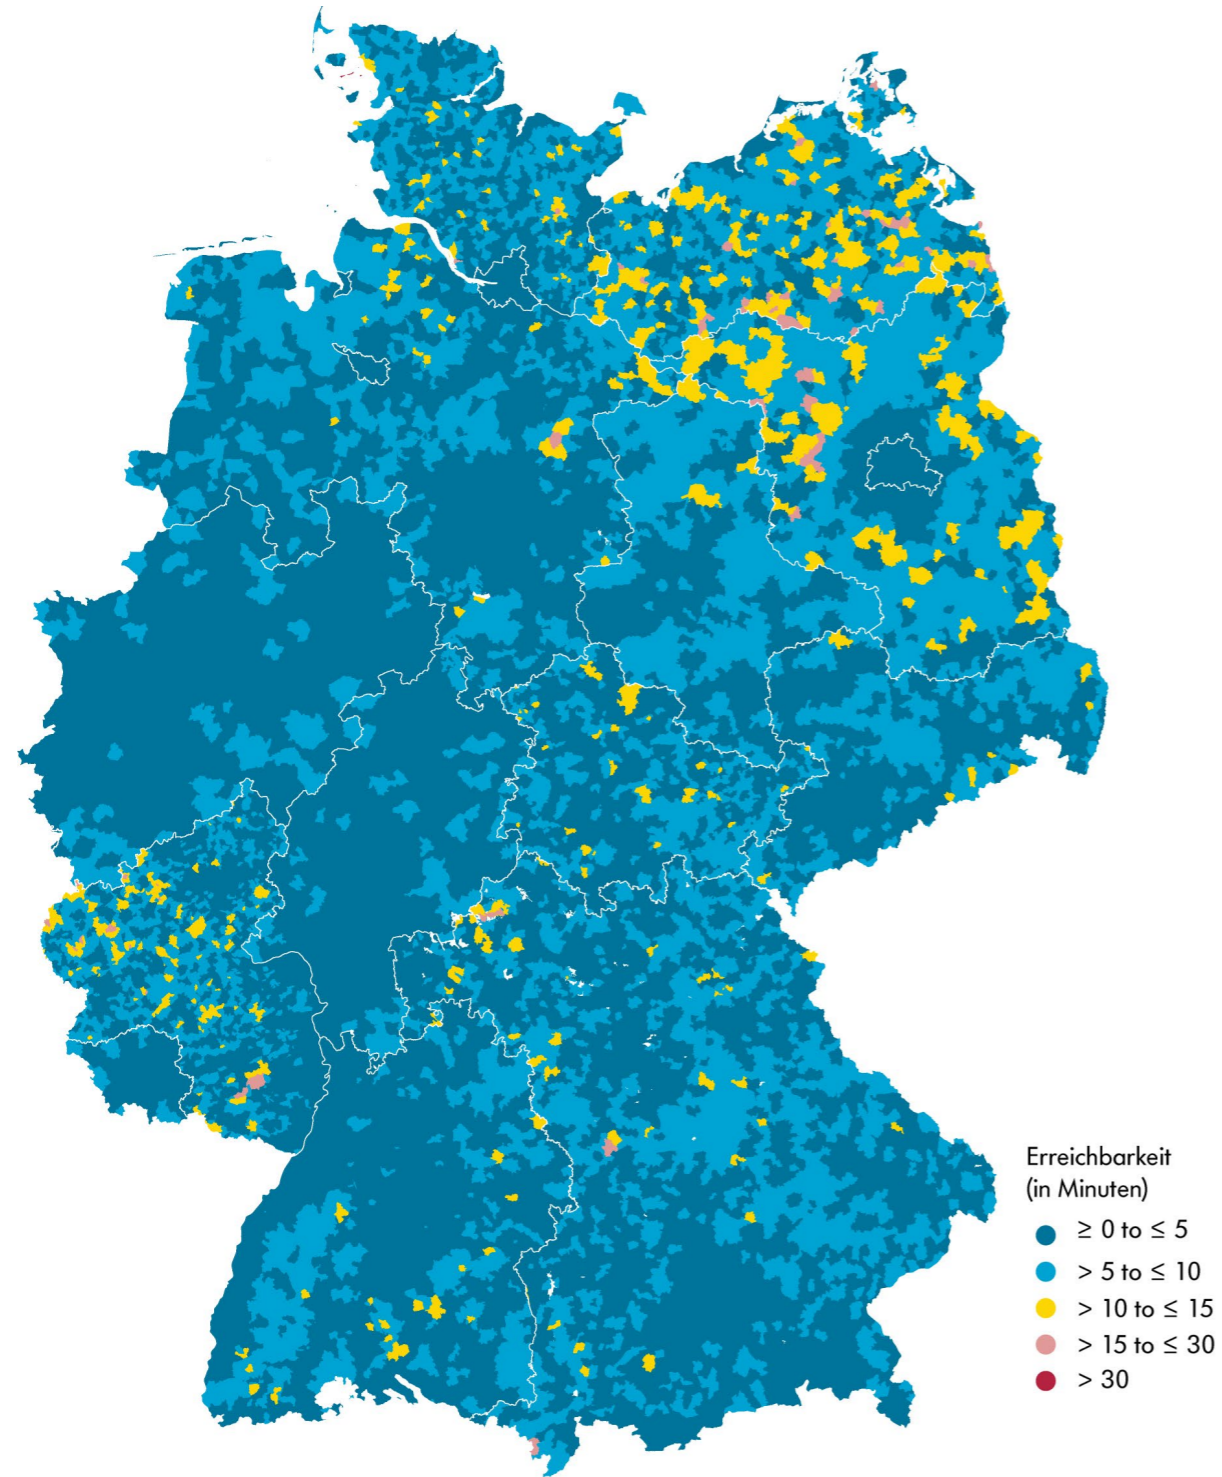 Erreichbarkeit
(in Minuten)
≥ 0 to ≤ 5
> 5 to ≤ 10
> 10 to ≤ 15
> 15 to ≤ 30
> 30